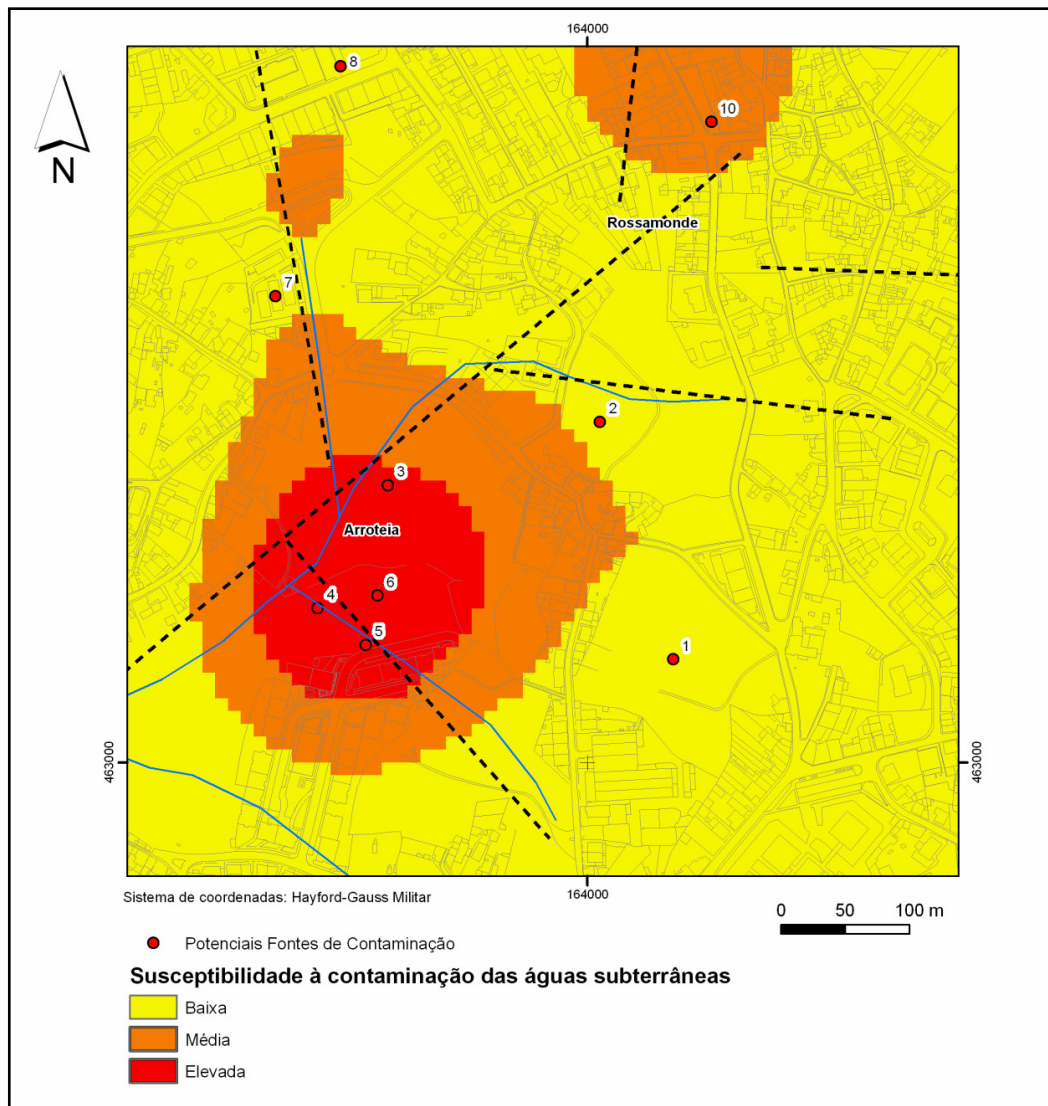 164000
N
8
10
Rossamonde
7
2
3
Arroteia
6
4
5
1
463000
463000
164000
Sistema de coordenadas: Hayford-Gauss Militar
0 50 100 m
Potenciais Fontes de Contaminação
Susceptibilidade à contaminação das águas subterrâneas
Baixa
Média
Elevada